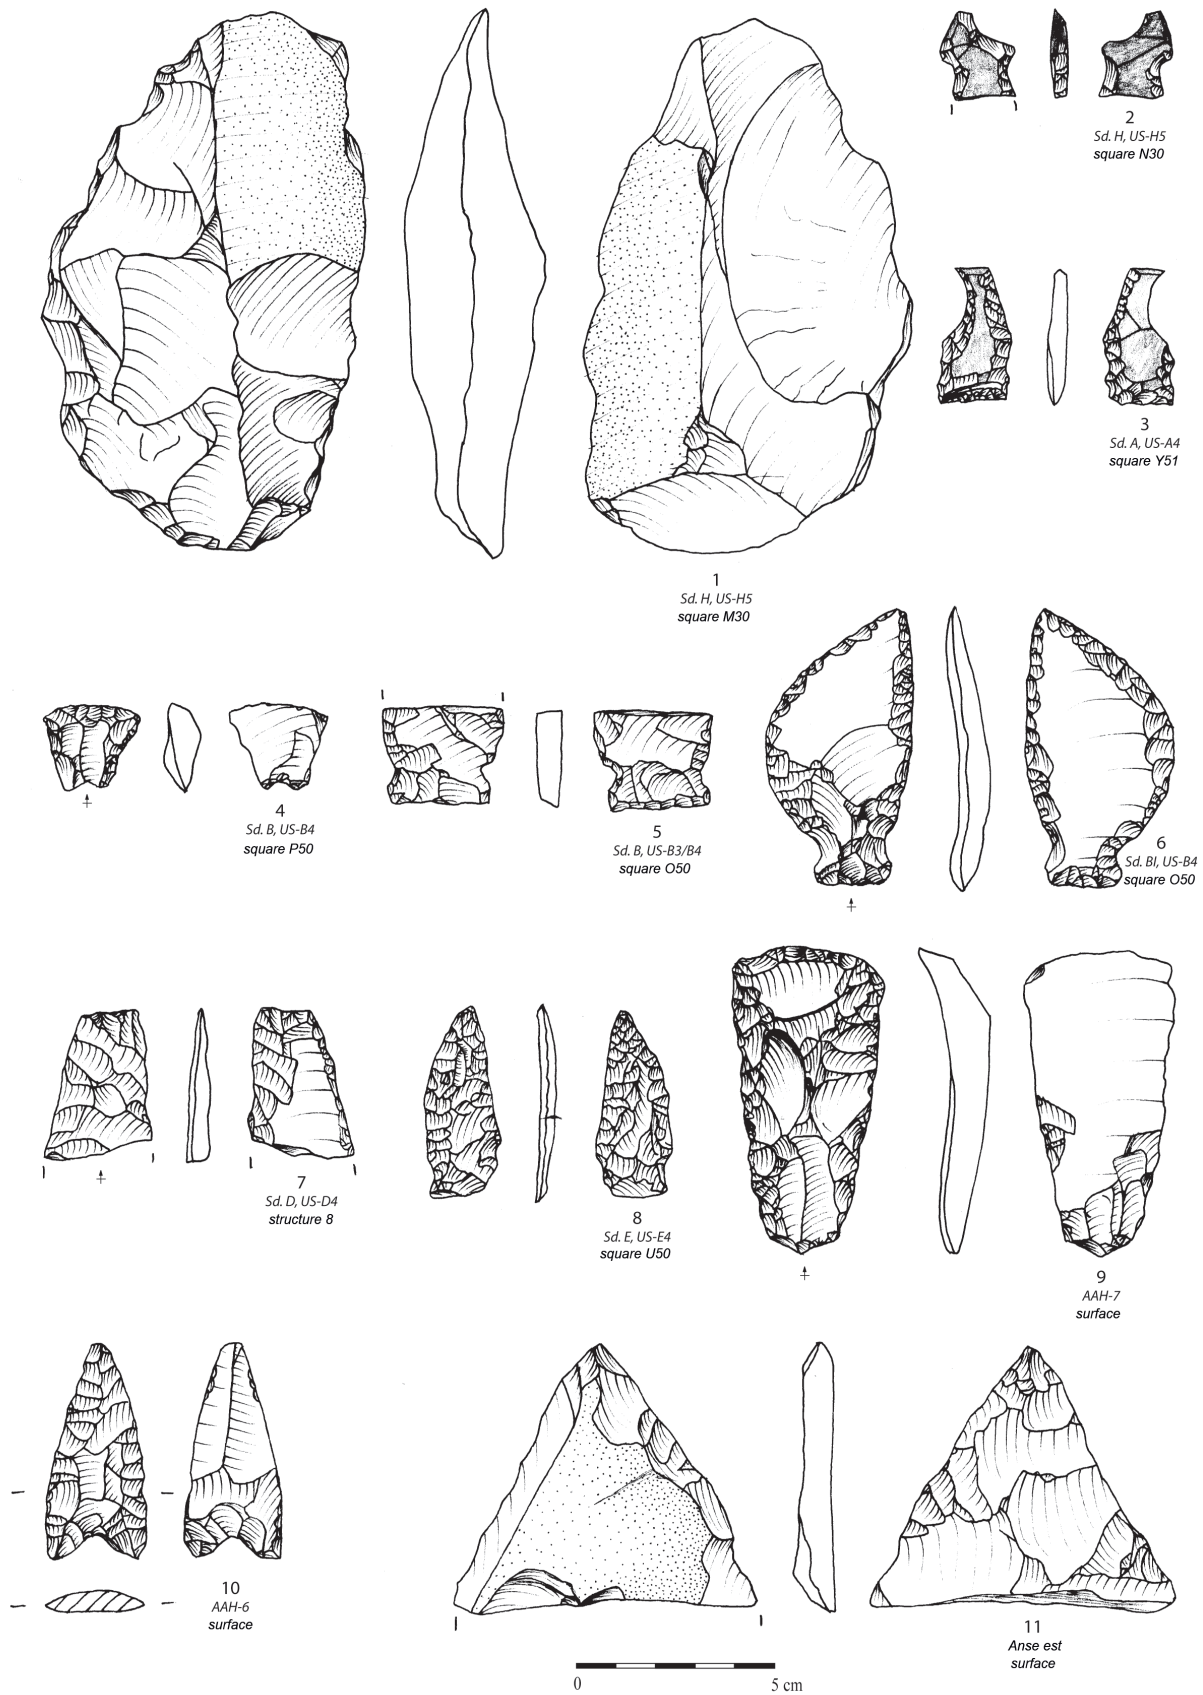 2
Sd. H, US-H5
square N30
3
Sd. A, US-A4
square Y51
1
Sd. H, US-H5
square M30
4
Sd. B, US-B4
square P50
5
Sd. B, US-B3/B4
square O50
6
Sd. BI, US-B4
square O50
7
Sd. D, US-D4
structure 8
8
Sd. E, US-E4
square U50
9
AAH-7
surface
10
AAH-6
surface
11
Anse est
surface
0 5 cm